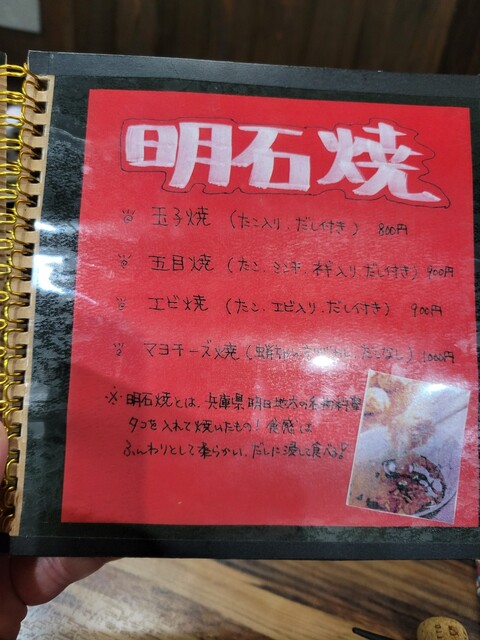 明石焼
玉子焼 (たこ入り、だし付き) 800円
五目焼 (たこ、ネギ入り、だし付き) 900円
エビ焼 (たこ、エビ入り、だし付き) 900円
マヨチーズ焼 1000円
※明石焼とは、兵庫県明石地方の料理
タコを入れて焼いたもの! 食感は
ふんわりとして柔らかい、だしに浸して食べる